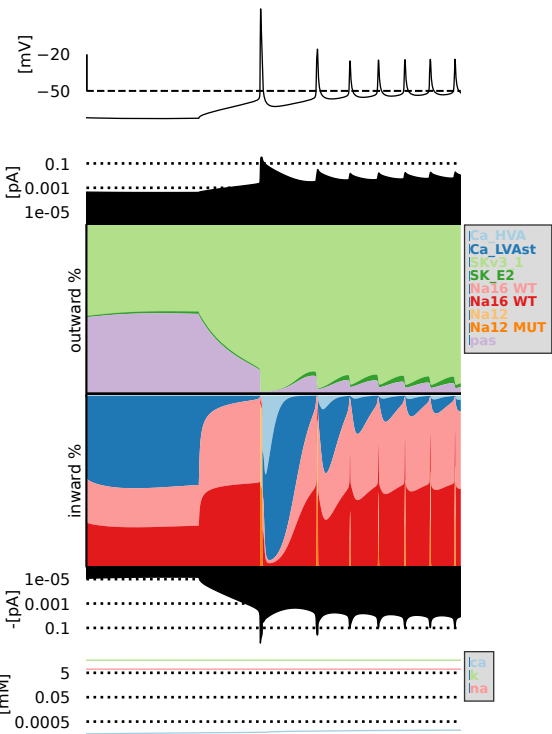 [mV]
−20
−50
[pA]
0.1
0.001
1e-05
outward %
Ca_HVA
Ca_LVAst
SKv3_1
SK_E2
Na16 WT
Na16 WT
Na12
Na12 MUT
pas
inward %
-[pA]
1e-05
0.001
0.1
[mM]
5
0.05
0.0005
ca
k
na